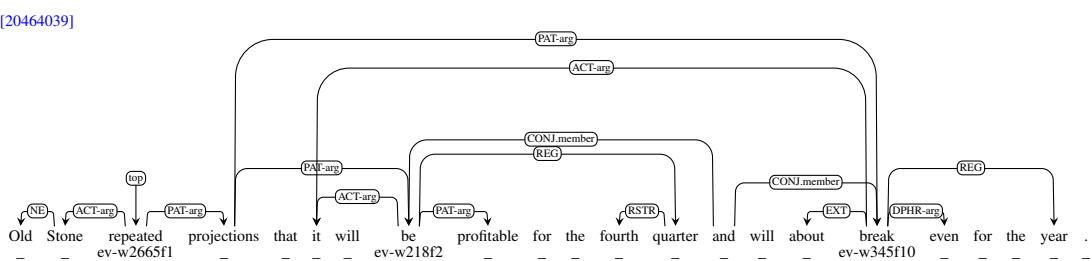 [20464039]
PAT-arg
ACT-arg
CONJ.member
REG
PAT-arg REG
top CONJ.member
ACT-arg
NE ACT-arg PAT-arg PAT-arg RSTR EXT DPHR-arg
Old Stone repeated projections that it will be profitable for the fourth quarter and will about break even for the year .
_ _ ev-w2665f1 _ _ _ _ ev-w218f2 _ _ _ _ _ _ _ _ ev-w345f10 _ _ _ _ _